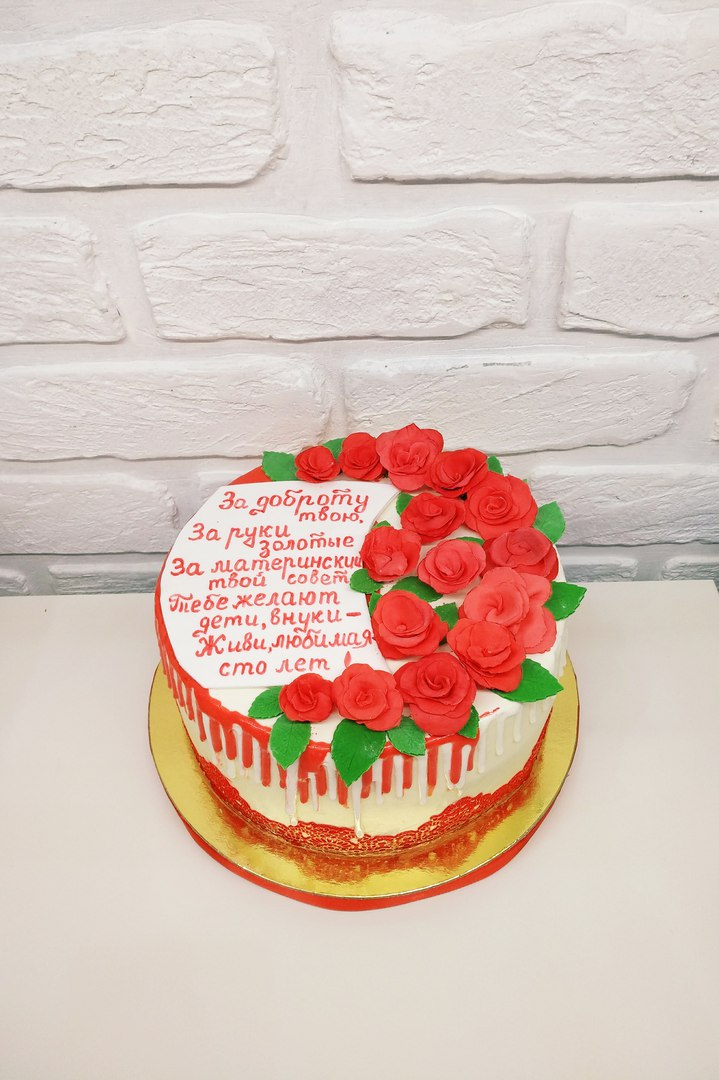 За доброту
твою,
За руки
золотые
За материнский
твой совет
Тебе желают
дети, внуки –
Живи, любимая
сто лет !